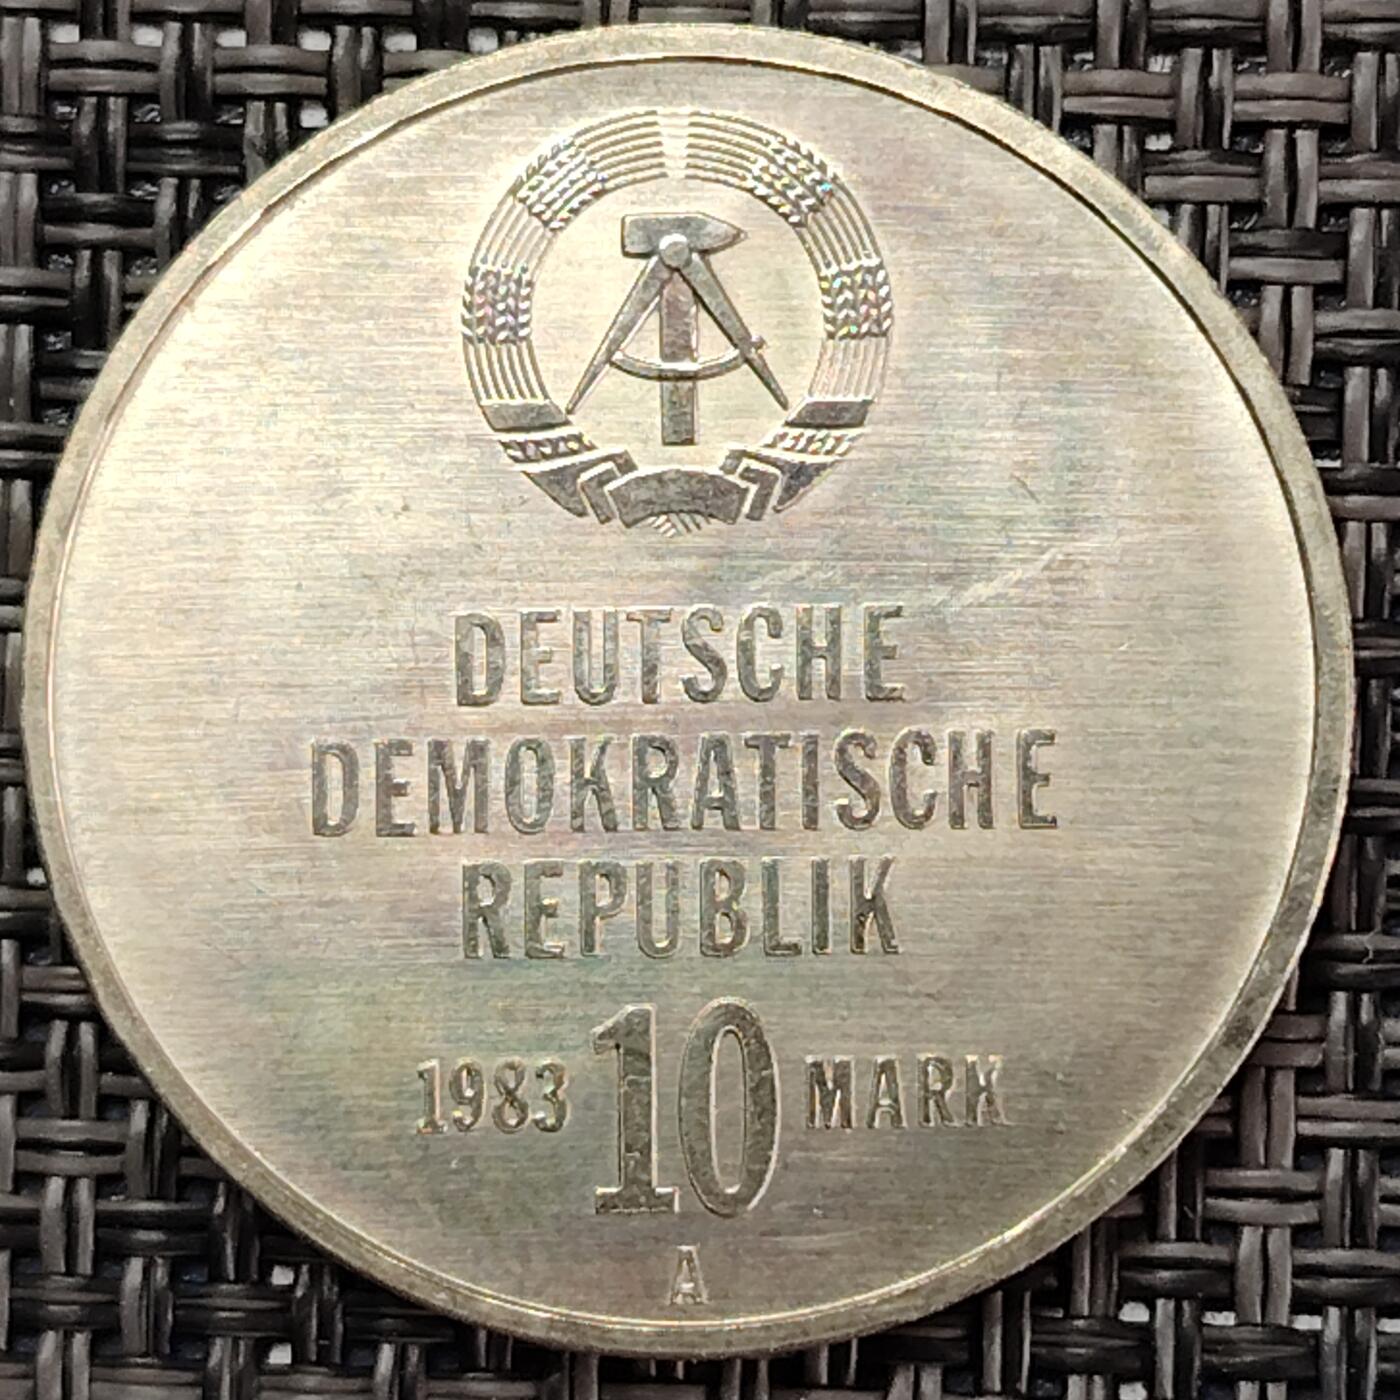 DEUTSCHE
DEMOKRATISCHE
REPUBLIK
1983 10 MARK
A